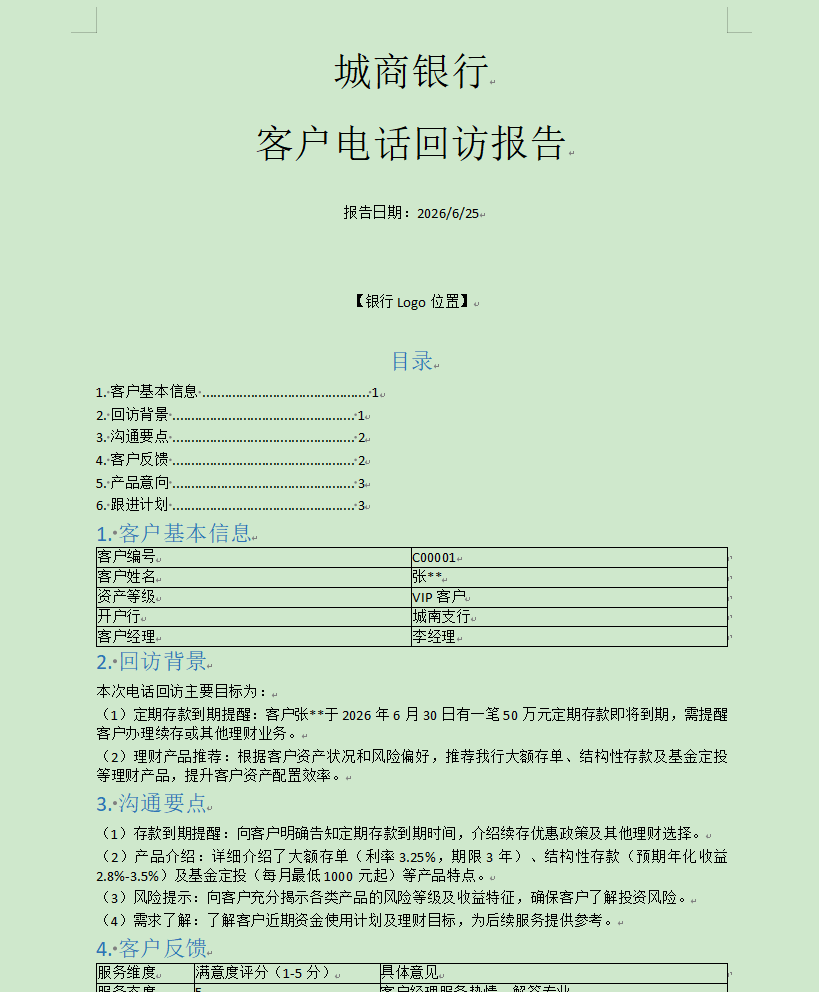 城商银行
客户电话回访报告
报告日期：2026/6/25
【银行 Logo 位置】
目录
1. 客户基本信息 ............................................ 1
2. 回访背景 ................................................ 1
3. 沟通要点 ................................................ 2
4. 客户反馈 ................................................ 2
5. 产品意向 ................................................ 3
6. 跟进计划 ................................................ 3
1. 客户基本信息
客户编号 C00001
客户姓名 张**
资产等级 VIP 客户
开户行 城南支行
客户经理 李经理
2. 回访背景
本次电话回访主要目标为：
（1）定期存款到期提醒：客户张**于 2026 年 6 月 30 日有一笔 50 万元定期存款即将到期，需提醒
客户办理续存或其他理财业务。
（2）理财产品推荐：根据客户资产状况和风险偏好，推荐我行大额存单、结构性存款及基金定投
等理财产品，提升客户资产配置效率。
3. 沟通要点
（1）存款到期提醒：向客户明确告知定期存款到期时间，介绍续存优惠政策及其他理财选择。
（2）产品介绍：详细介绍了大额存单（利率 3.25%，期限 3 年）、结构性存款（预期年化收益
2.8%-3.5%）及基金定投（每月最低 1000 元起）等产品特点。
（3）风险提示：向客户充分揭示各类产品的风险等级及收益特征，确保客户了解投资风险。
（4）需求了解：了解客户近期资金使用计划及理财目标，为后续服务提供参考。
4. 客户反馈
服务维度 满意度评分（1-5 分） 具体意见
服务态度 5 客户经理服务热情，解答专业